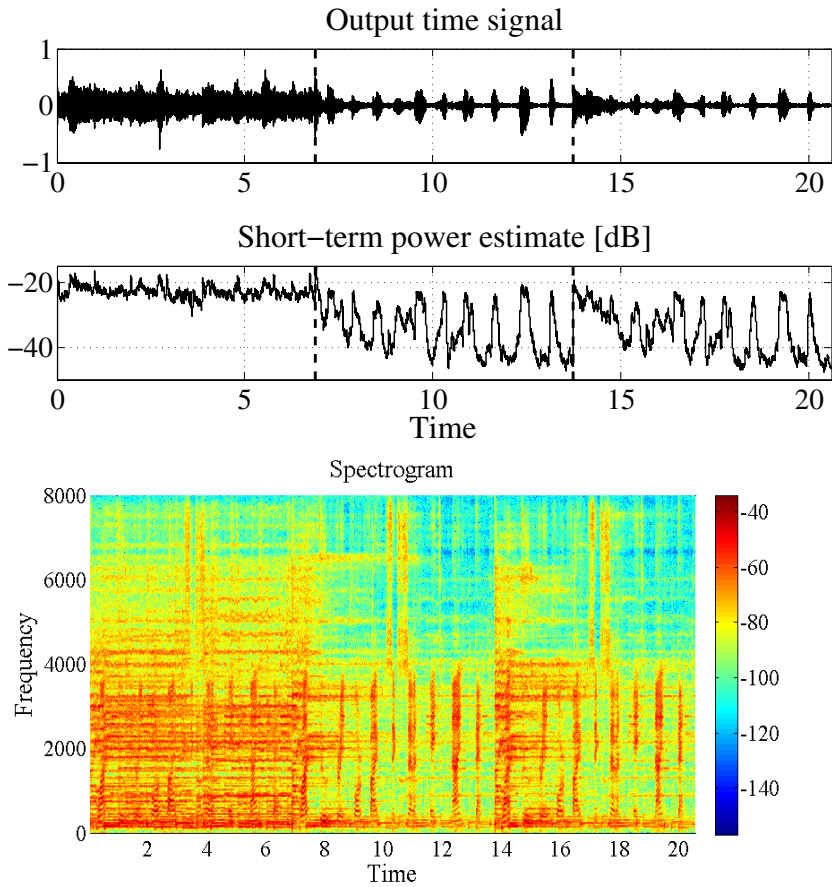 Output time signal
1
0
−1
0 5 10 15 20
Short−term power estimate [dB]
−20
−40
0 5 10 15 20
Time
Spectrogram
8000
6000
4000
2000
0
Frequency
2 4 6 8 10 12 14 16 18 20
Time
-40
-60
-80
-100
-120
-140